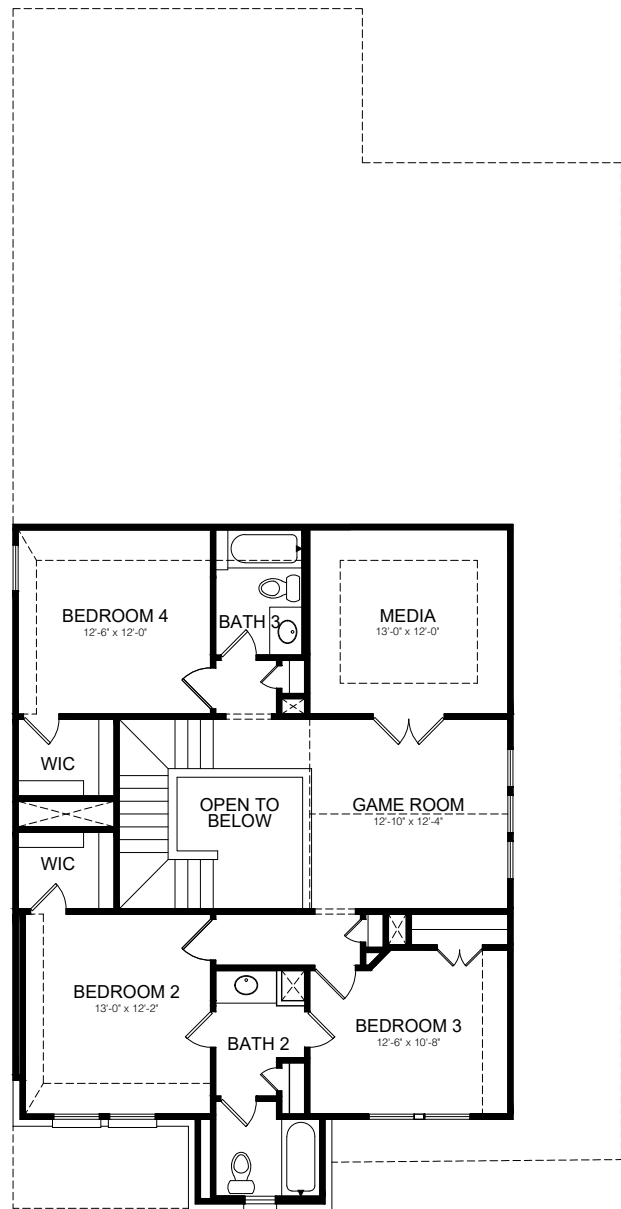 BEDROOM 4
12'-6" x 12'-0"
BATH 3
MEDIA
13'-0" x 12'-0"
WIC
OPEN TO
BELOW
GAME ROOM
12'-10" x 12'-4"
WIC
BEDROOM 2
13'-0" x 12'-2"
BATH 2
BEDROOM 3
12'-6" x 10'-8"